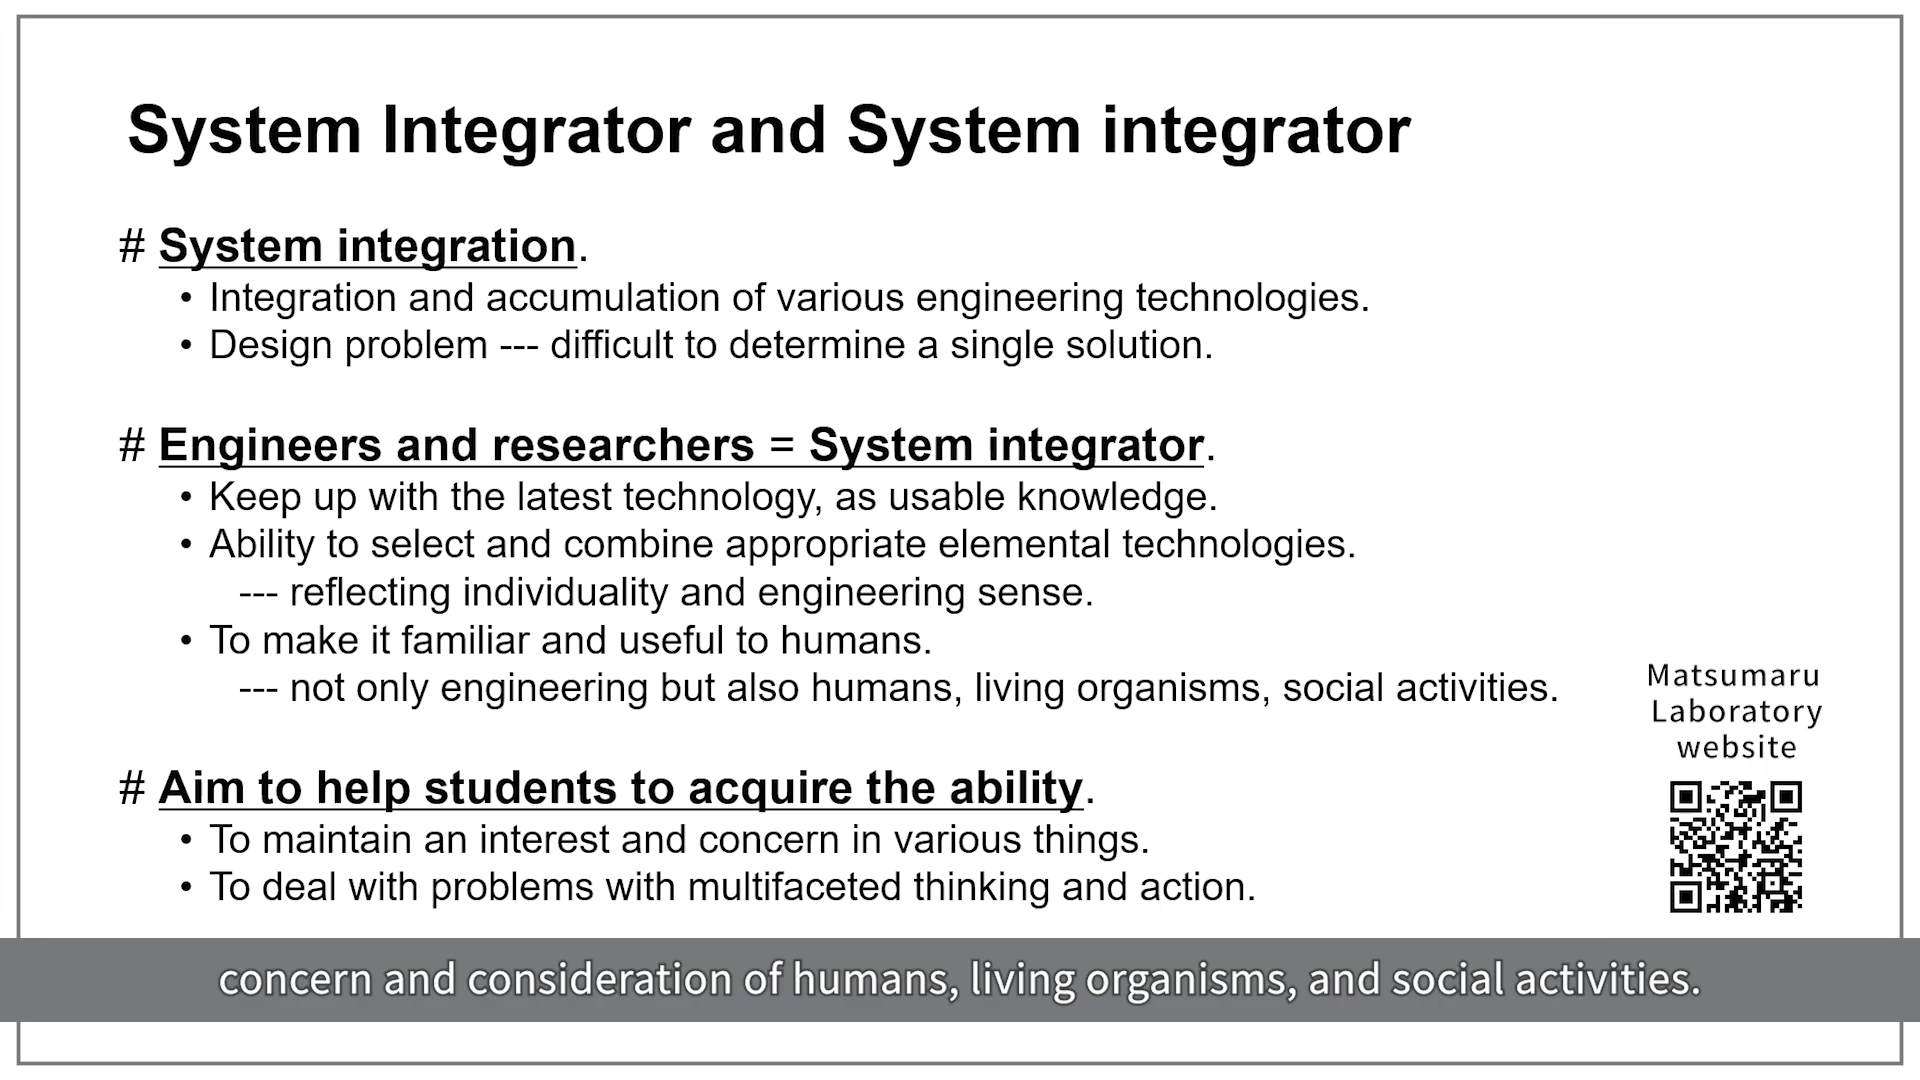 System Integrator and System integrator
# System integration.
• Integration and accumulation of various engineering technologies.
• Design problem --- difficult to determine a single solution.
# Engineers and researchers = System integrator.
• Keep up with the latest technology, as usable knowledge.
• Ability to select and combine appropriate elemental technologies.
--- reflecting individuality and engineering sense.
• To make it familiar and useful to humans.
--- not only engineering but also humans, living organisms, social activities.
# Aim to help students to acquire the ability.
• To maintain an interest and concern in various things.
• To deal with problems with multifaceted thinking and action.
Matsumaru
Laboratory
website
concern and consideration of humans, living organisms, and social activities.